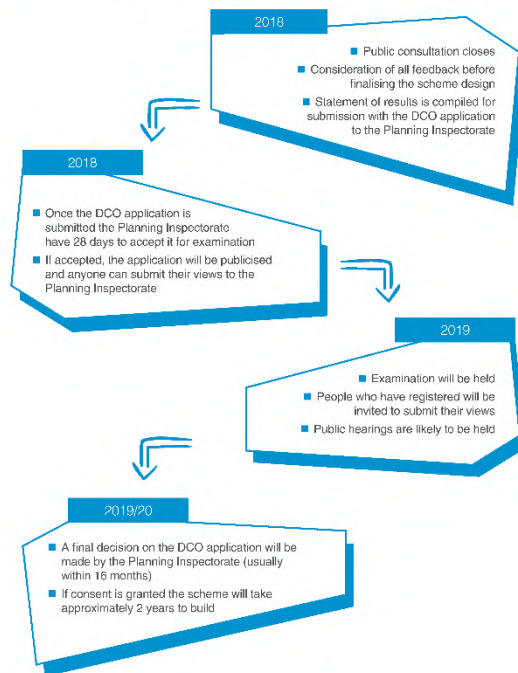 2018
Public consultation closes
Consideration of all feedback before
finalising the scheme design
Statement of results is compiled for
submission with the DCO application
to the Planning Inspectorate
2018
Once the DCO application is
submitted the Planning Inspectorate
have 28 days to accept it for examination
If accepted, the application will be publicised
and anyone can submit their views to the
Planning Inspectorate
2019
Examination will be held
People who have registered will be
invited to submit their views
Public hearings are likely to be held
2019/20
A final decision on the DCO application will be
made by the Planning Inspectorate (usually
within 16 months)
If consent is granted the scheme will take
approximately 2 years to build